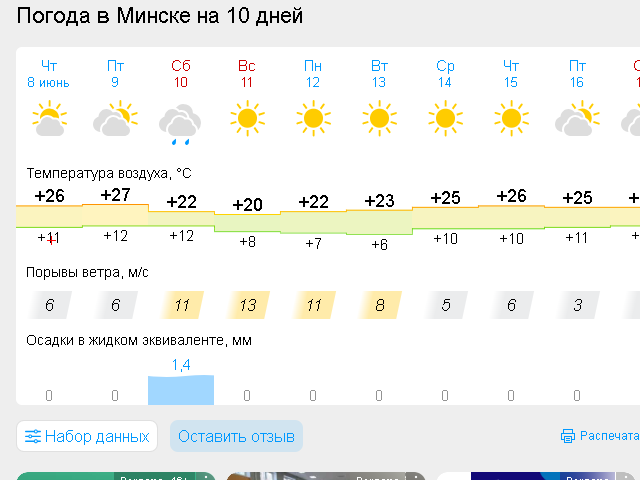 Погода в Минске на 10 дней
Чт Пт Сб Вс Пн Вт Ср Чт Пт
8 июнь 9 10 11 12 13 14 15 16
Температура воздуха, °C
+26 +27 +22 +20 +22 +23 +25 +26 +25
+11 +12 +12 +8 +7 +6 +10 +10 +11
Порывы ветра, м/с
6 6 11 13 11 8 5 6 3
Осадки в жидком эквиваленте, мм
1,4
0 0 0 0 0 0 0 0
Набор данных Оставить отзыв Распечата